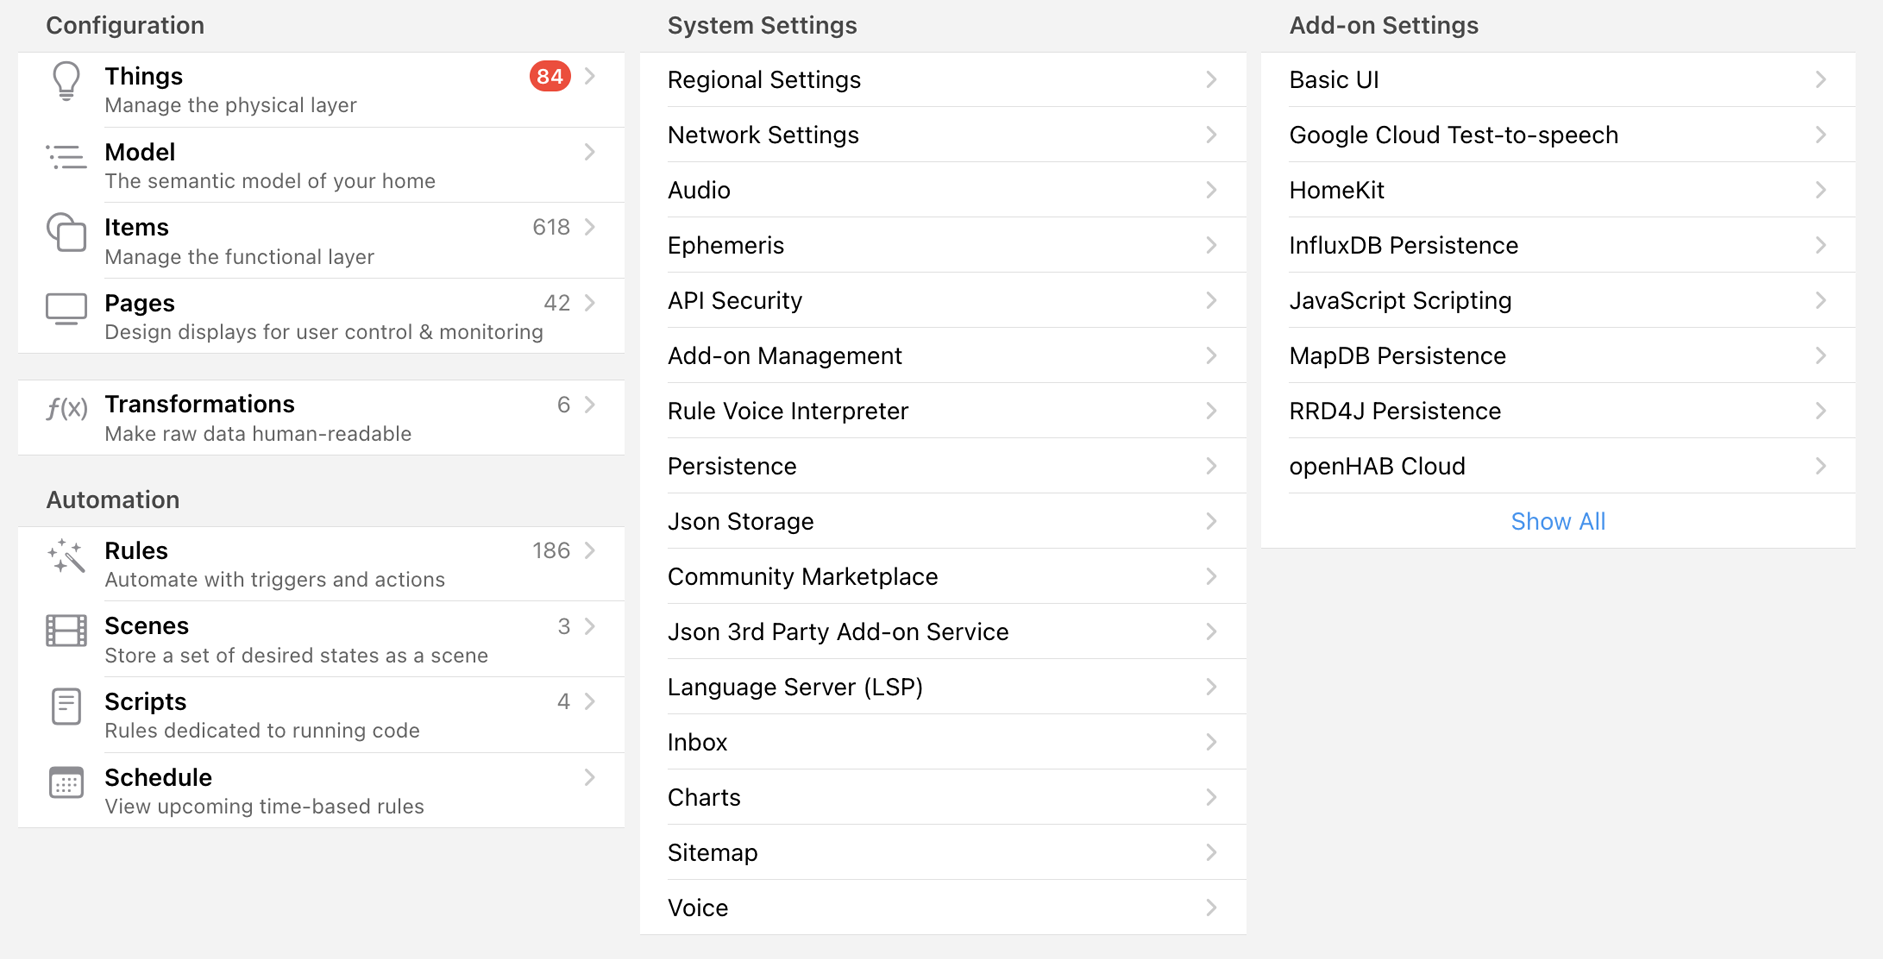 Configuration
Things 84
Manage the physical layer
Model
The semantic model of your home
Items 618
Manage the functional layer
Pages 42
Design displays for user control & monitoring
f(x) Transformations 6
Make raw data human-readable
Automation
Rules 186
Automate with triggers and actions
Scenes 3
Store a set of desired states as a scene
Scripts 4
Rules dedicated to running code
Schedule
View upcoming time-based rules
System Settings
Regional Settings
Network Settings
Audio
Ephemeris
API Security
Add-on Management
Rule Voice Interpreter
Persistence
Json Storage
Community Marketplace
Json 3rd Party Add-on Service
Language Server (LSP)
Inbox
Charts
Sitemap
Voice
Add-on Settings
Basic UI
Google Cloud Test-to-speech
HomeKit
InfluxDB Persistence
JavaScript Scripting
MapDB Persistence
RRD4J Persistence
openHAB Cloud
Show All